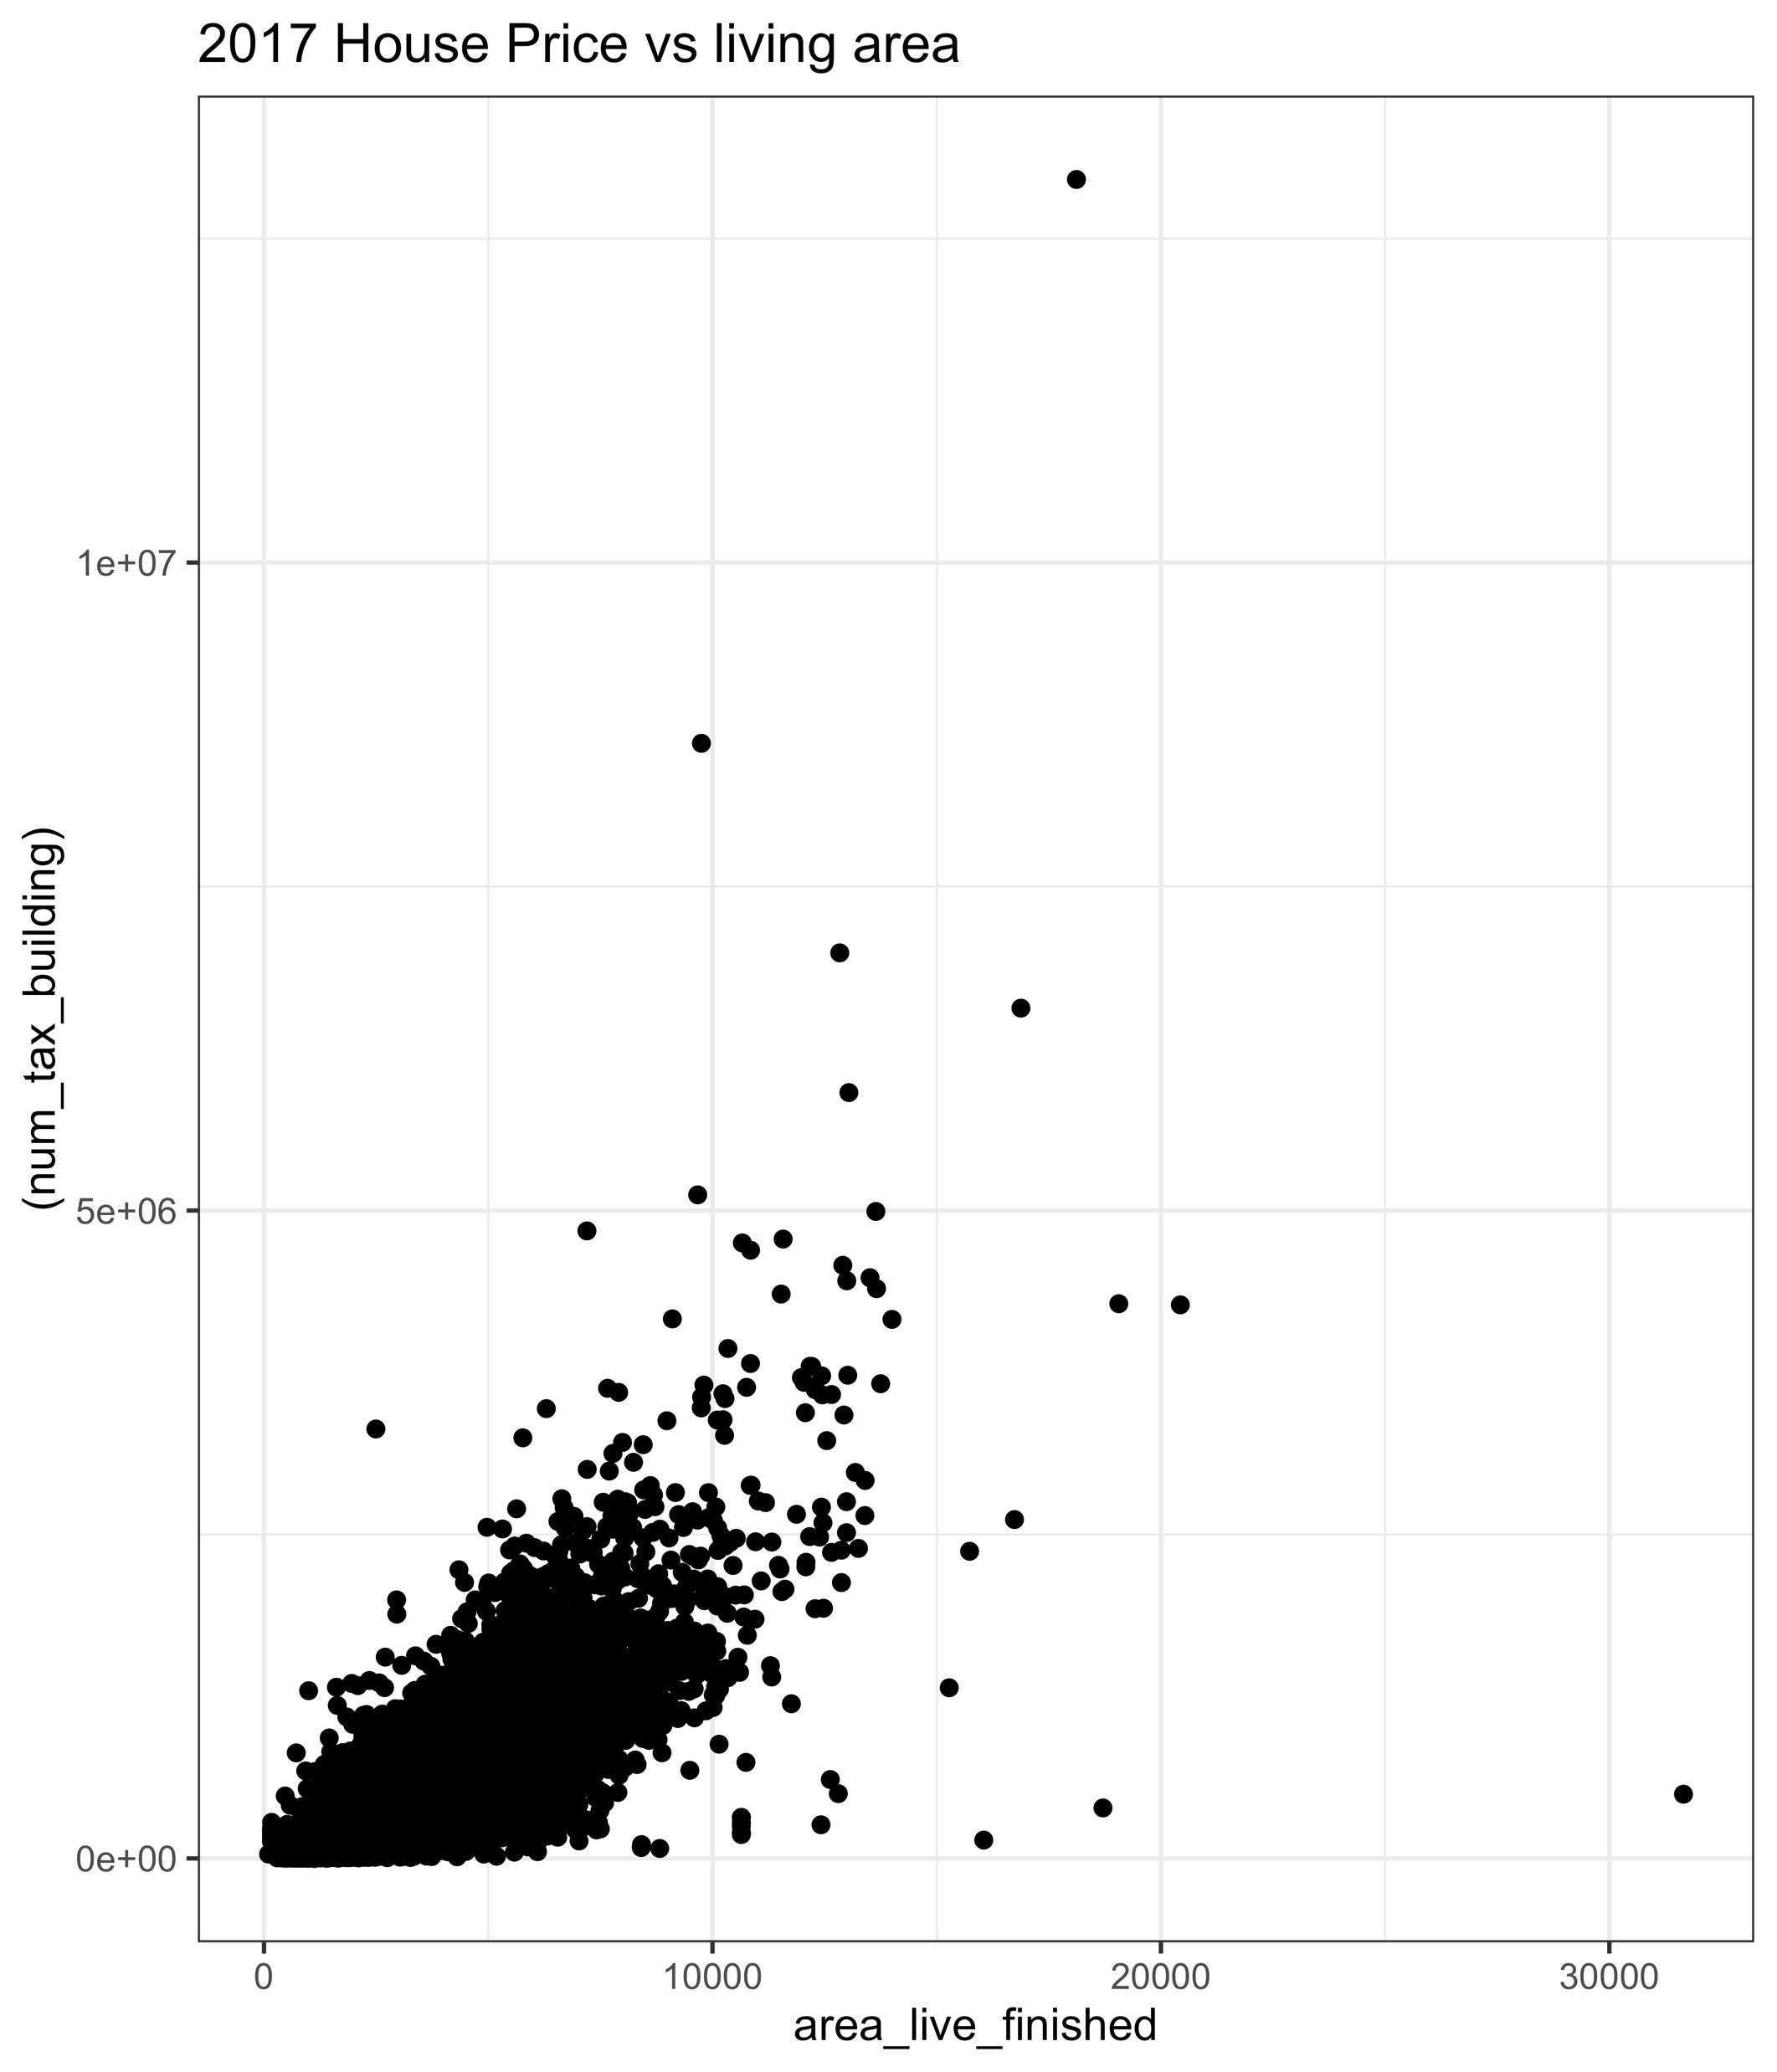 2017 House Price vs living area
(num_tax_building)
1e+07
5e+06
0e+00
0 10000 20000 30000
area_live_finished